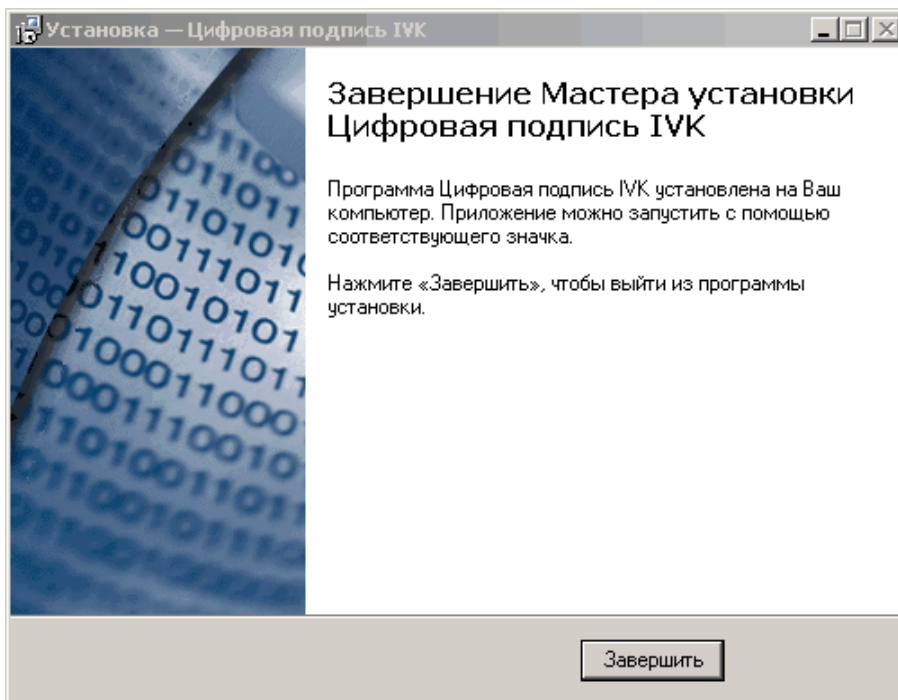 Установка — Цифровая подпись IVK
Завершение Мастера установки
Цифровая подпись IVK
Программа Цифровая подпись IVK установлена на Ваш
компьютер. Приложение можно запустить с помощью
соответствующего значка.
Нажмите «Завершить», чтобы выйти из программы
установки.
Завершить